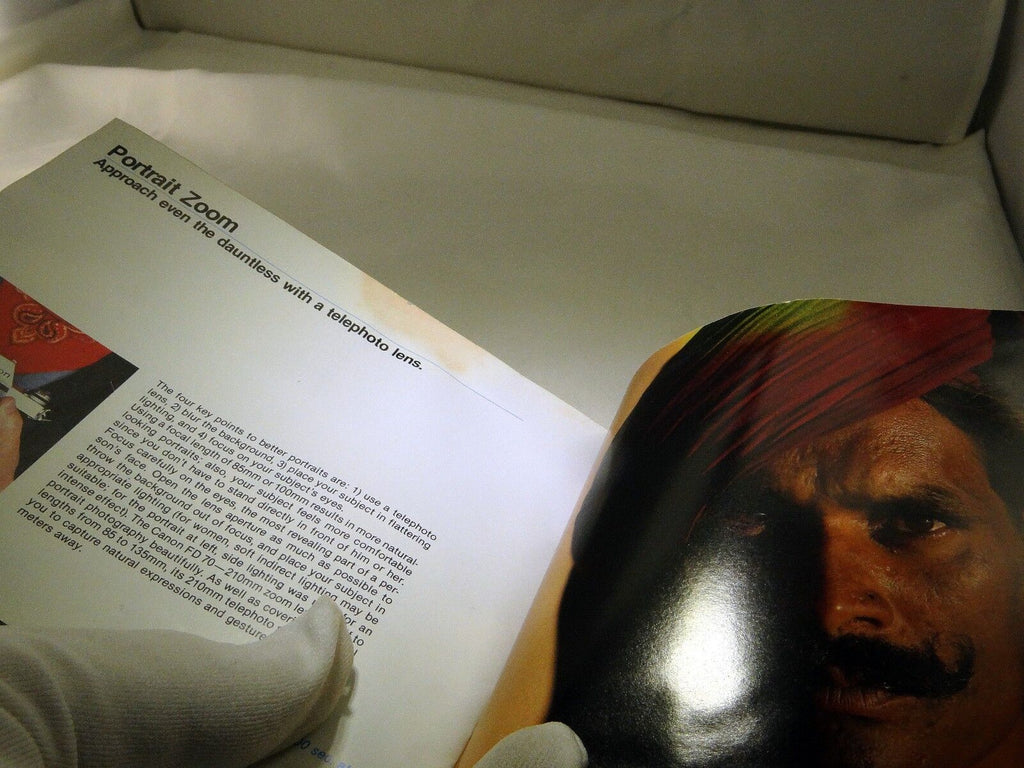 Portrait Zoom
Approach even the dauntless with a telephoto lens.
The four key points to better portraits are: 1) use a telephoto
lens, 2) blur the background, 3) place your subject in flattering
lighting, and 4) focus on your subject's eyes.
Using a focal length of 85mm or 100mm results in more natural-
looking portraits; also your subject feels more comfortable
since you don't have to stand directly in front of him or her.
Focus carefully on the eyes, the most revealing part of a per-
son's face. Open the lens aperture as much as possible to
throw the background out of focus, and place your subject in
appropriate lighting (for women, soft indirect lighting may be
suitable; for the portrait at left, side lighting was for an
intense effect). The Canon FD 70—210mm zoom to
portrait photography beautifully. As well as
lengths from 85 to 135mm, its 210mm telephoto
you to capture natural expressions and
meters away.
on
sec.